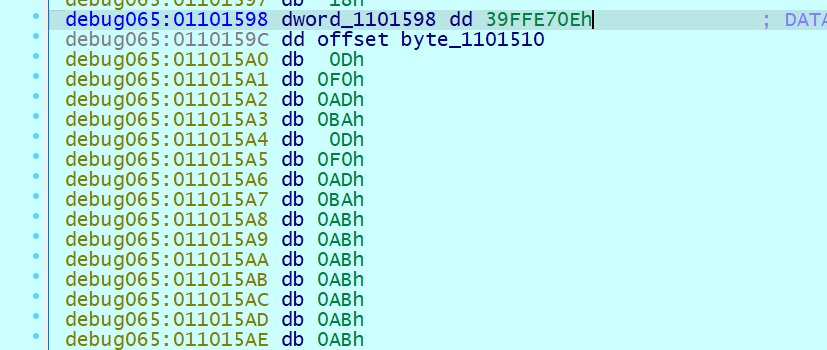 debug065:01101597 db 18h
debug065:01101598 dword_1101598 dd 39FFE70Eh ; DATA
debug065:0110159C dd offset byte_1101510
debug065:011015A0 db 0Dh
debug065:011015A1 db 0F0h
debug065:011015A2 db 0ADh
debug065:011015A3 db 0BAh
debug065:011015A4 db 0Dh
debug065:011015A5 db 0F0h
debug065:011015A6 db 0ADh
debug065:011015A7 db 0BAh
debug065:011015A8 db 0ABh
debug065:011015A9 db 0ABh
debug065:011015AA db 0ABh
debug065:011015AB db 0ABh
debug065:011015AC db 0ABh
debug065:011015AD db 0ABh
debug065:011015AE db 0ABh